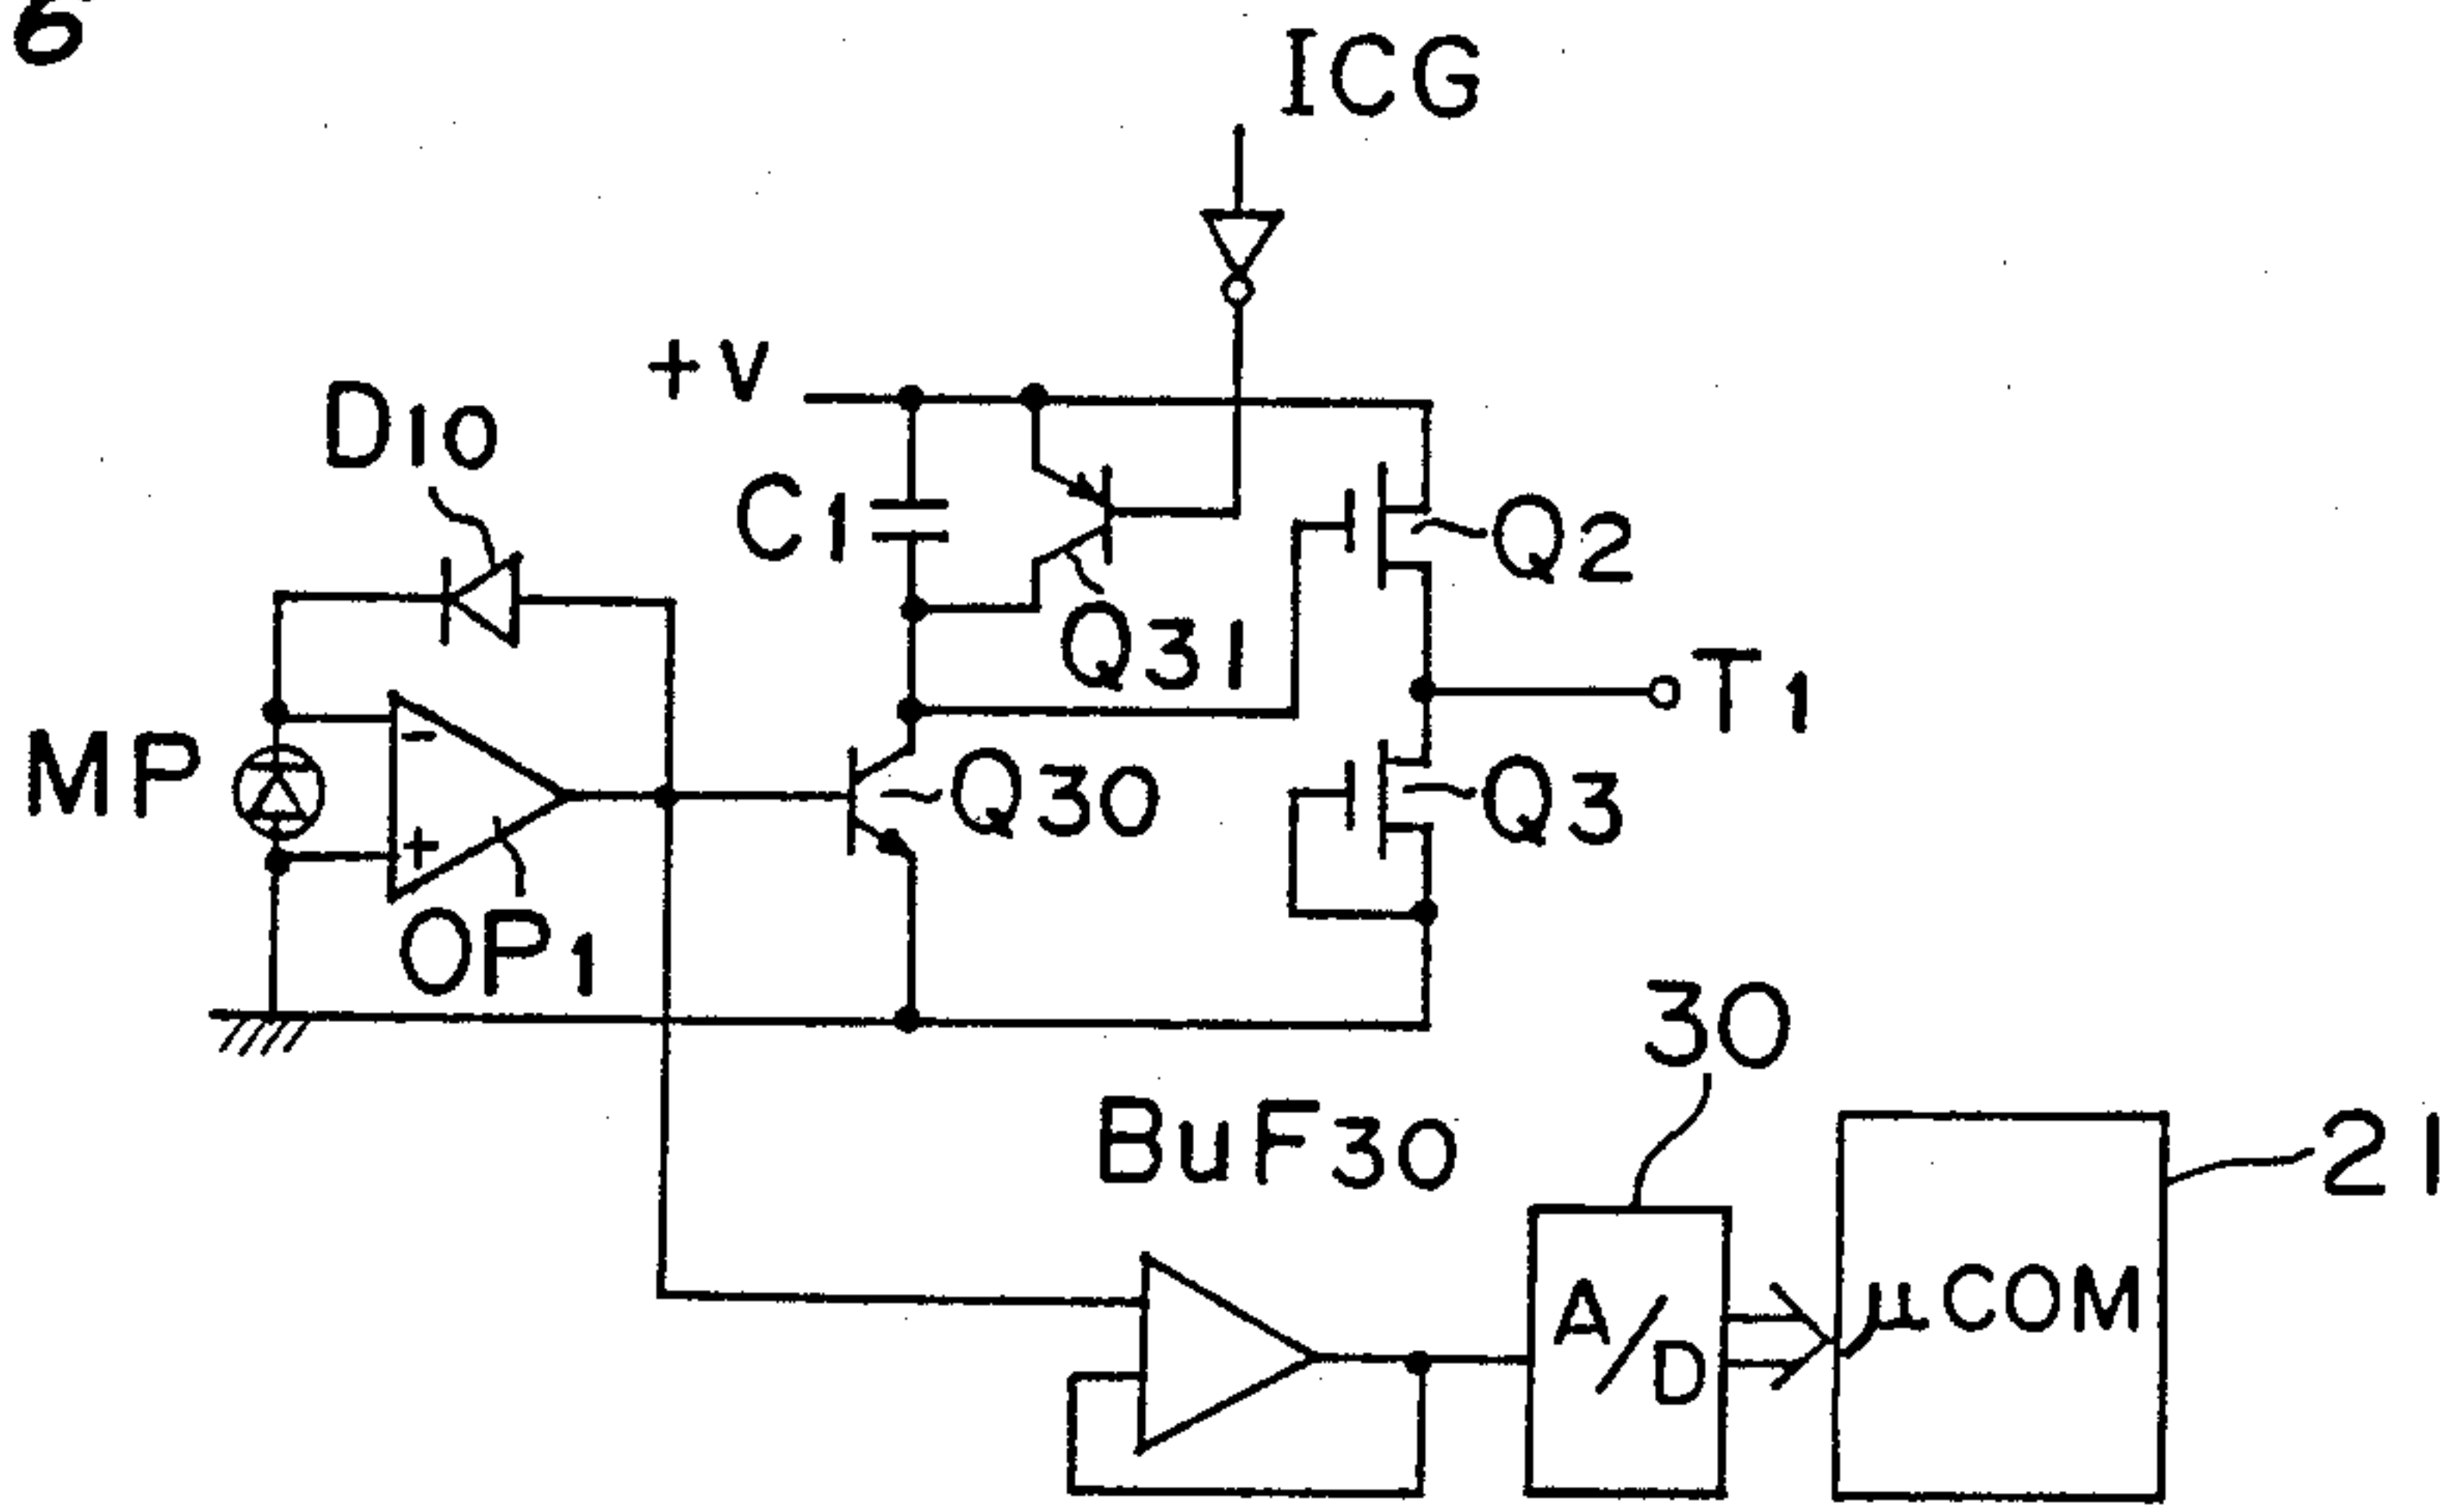 6
ICG
+V
D10
C1
Q2
Q31
T1
MP
-
+
Q30
Q3
OP1
30
BuF30
21
A/D
μCOM